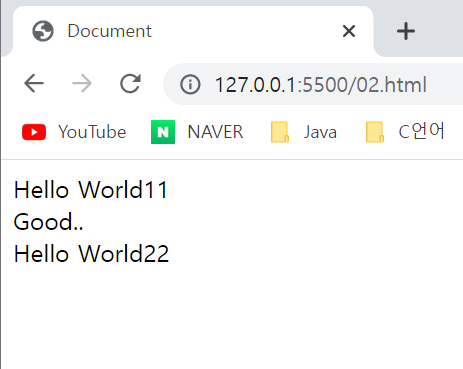 Document
127.0.0.1:5500/02.html
YouTube N NAVER Java C언어
Hello World11
Good..
Hello World22